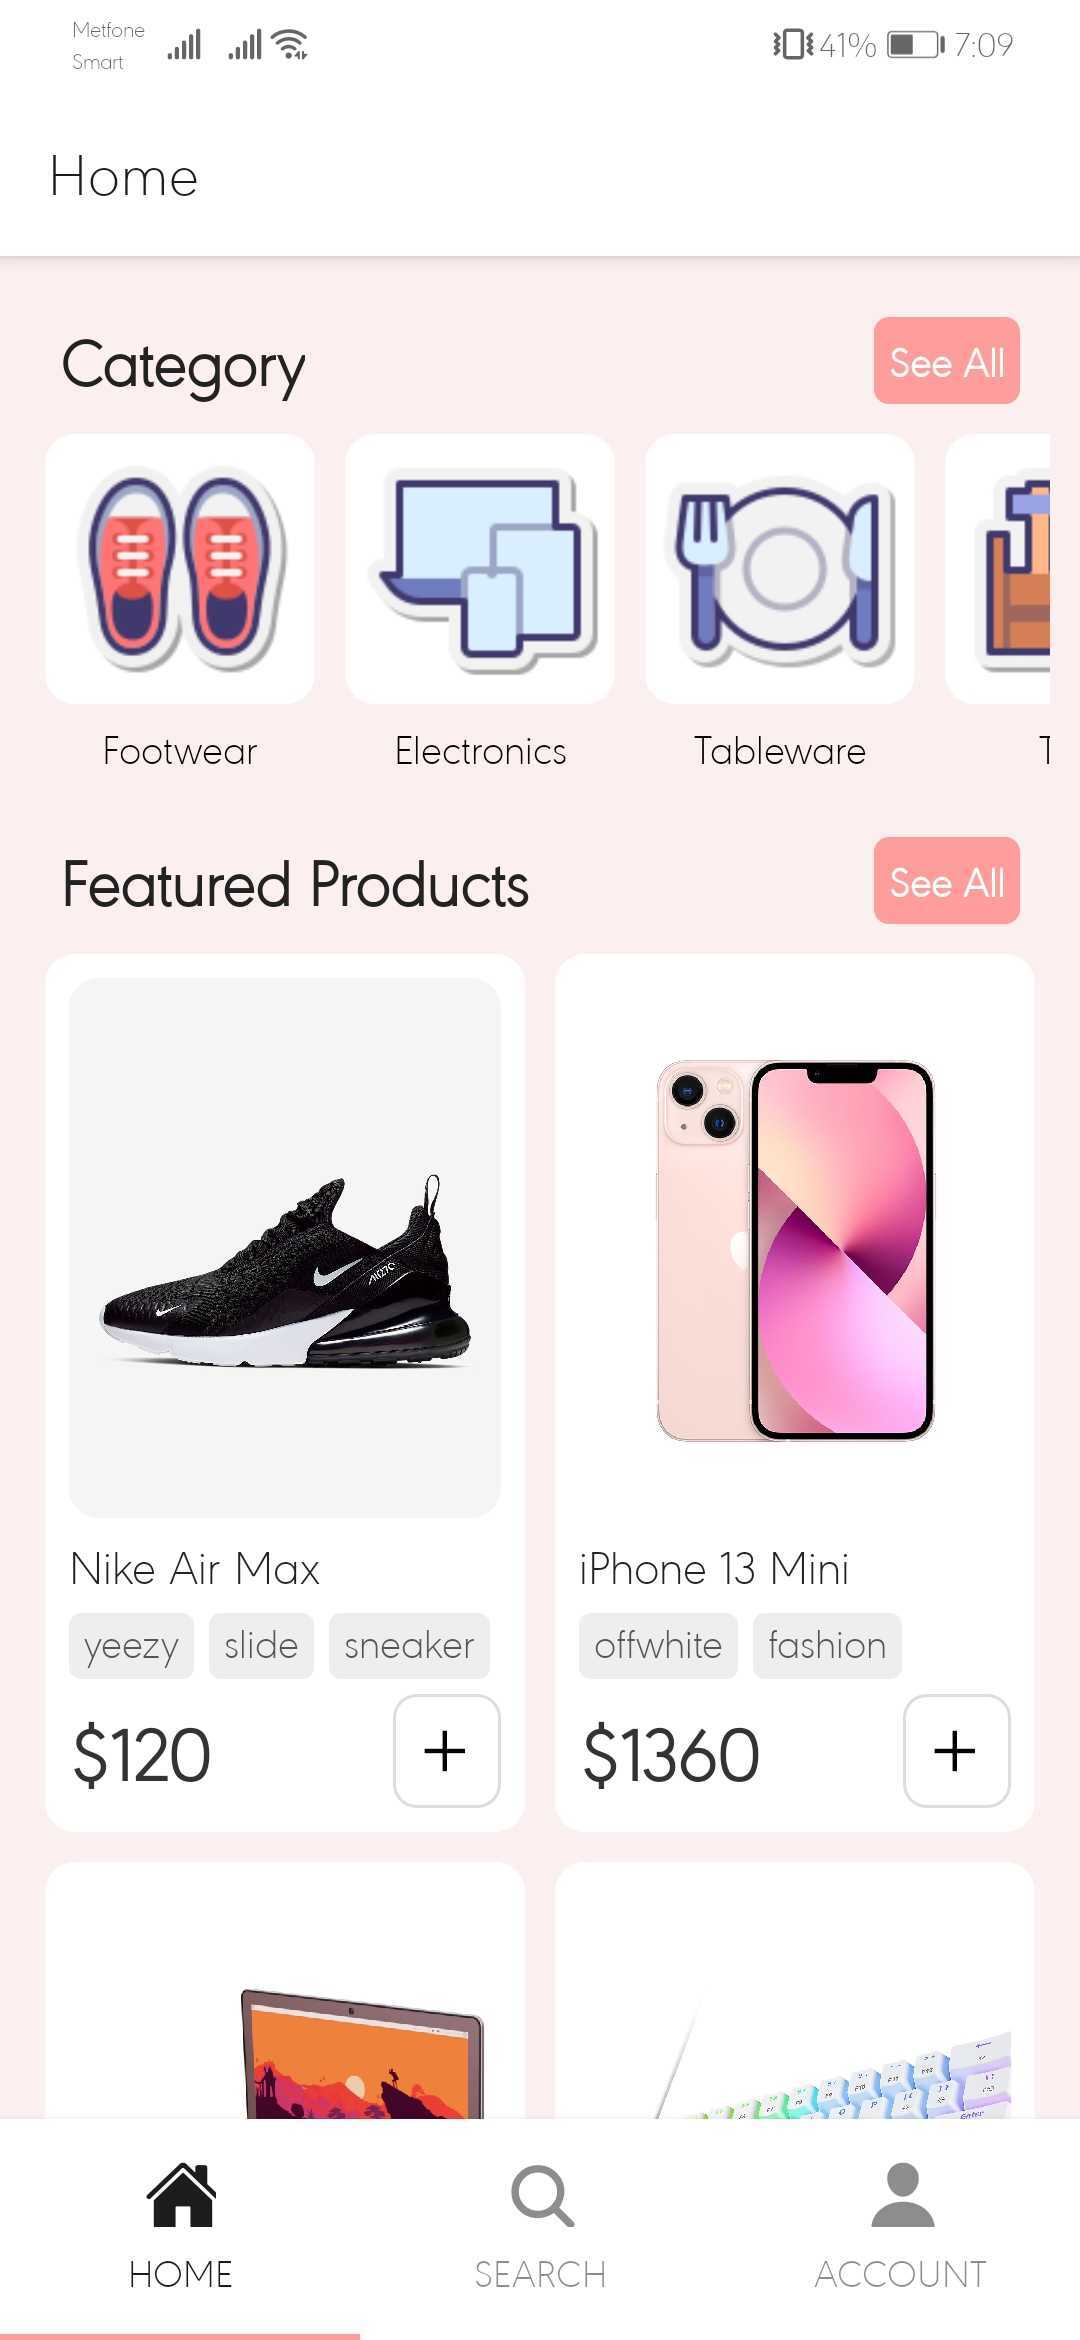 Metfone
Smart
41% 7:09
Home
Category See All
Footwear Electronics Tableware
Featured Products See All
AIR270
Nike Air Max iPhone 13 Mini
yeezy slide sneaker offwhite fashion
$120 + $1360 +
HOME SEARCH ACCOUNT